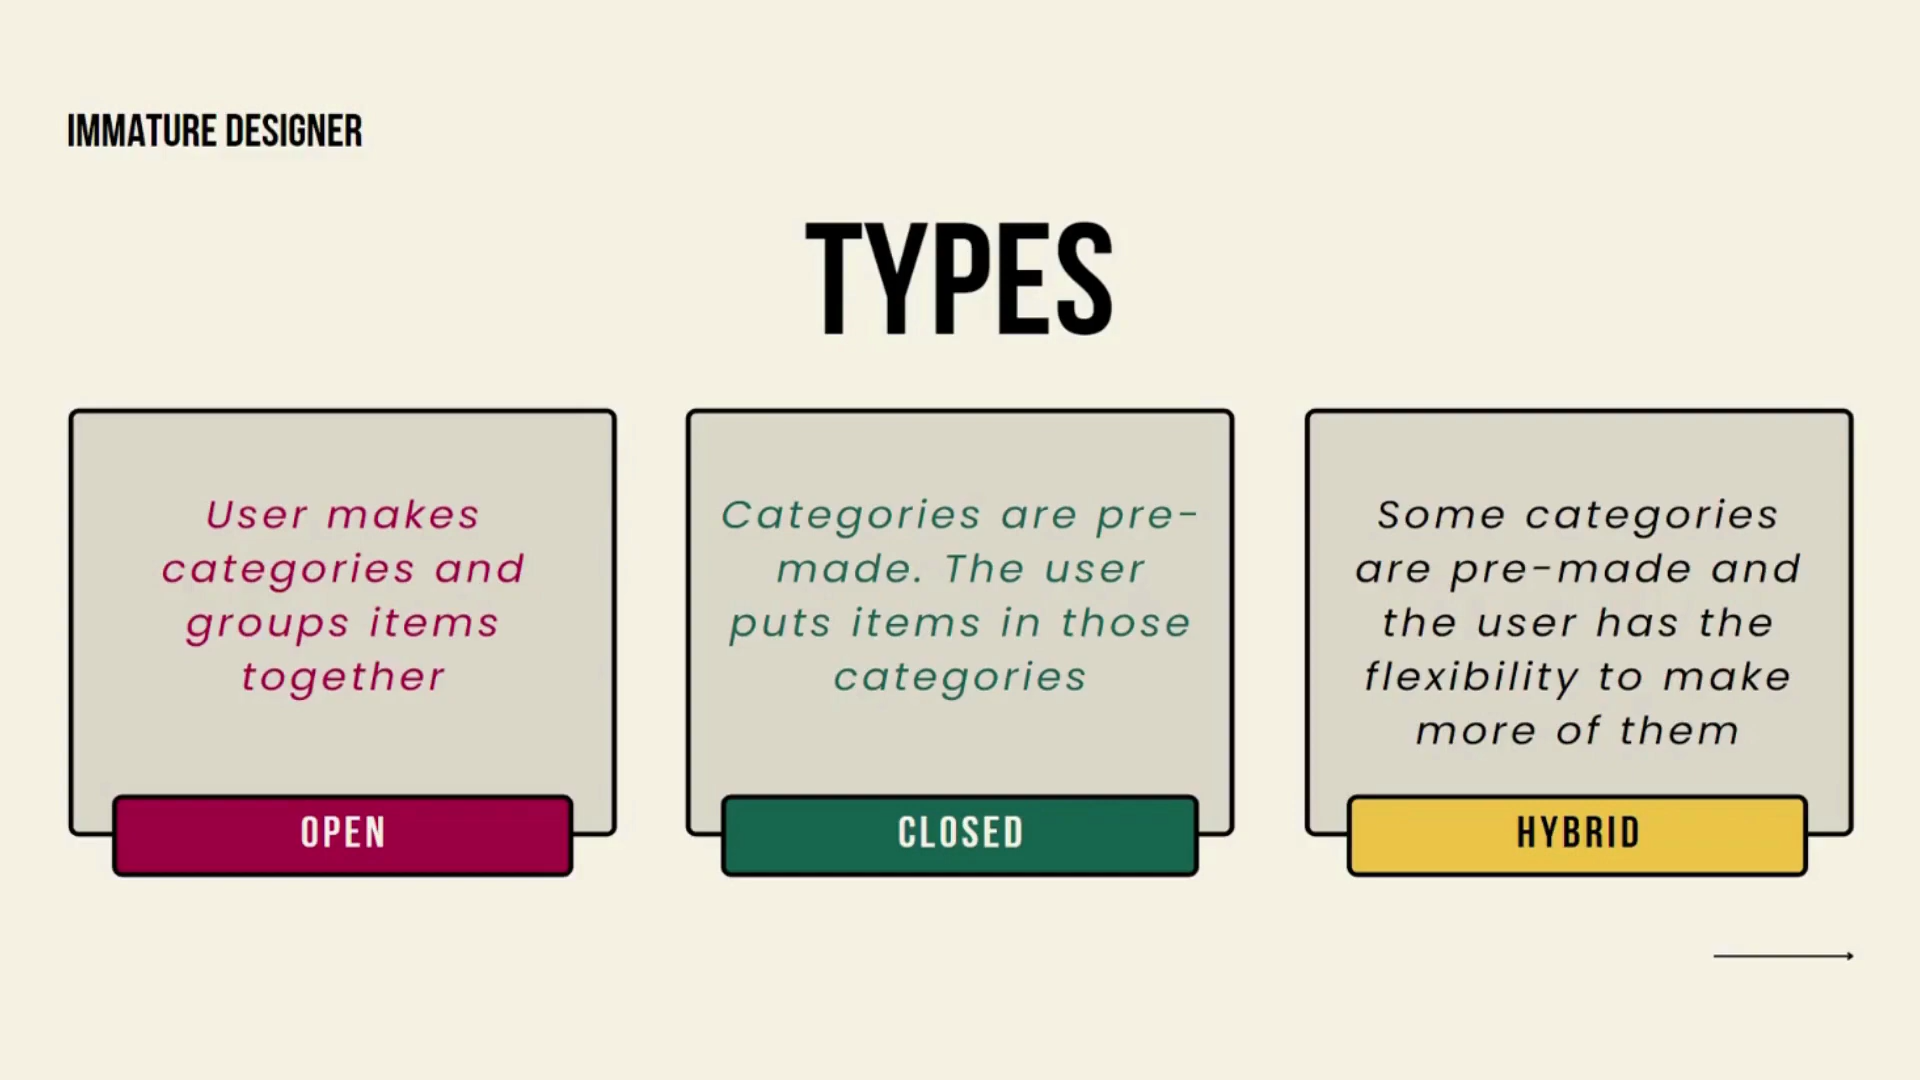 IMMATURE DESIGNER
TYPES
User makes
categories and
groups items
together
OPEN
Categories are pre-
made. The user
puts items in those
categories
CLOSED
Some categories
are pre-made and
the user has the
flexibility to make
more of them
HYBRID